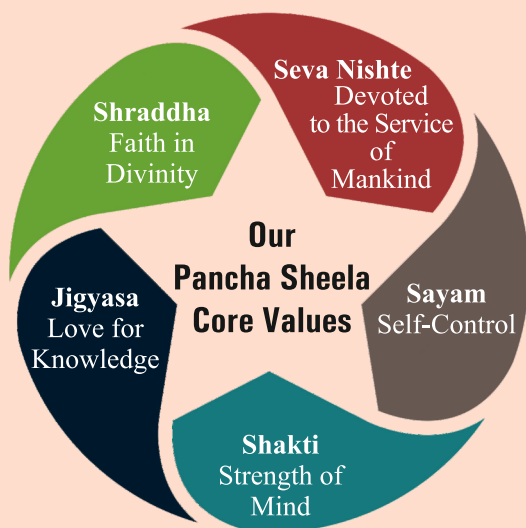 Our
Pancha Sheela
Core Values
Seva Nishte
Devoted
to the Service
of
Mankind
Sayam
Self-Control
Shakti
Strength of
Mind
Jigyasa
Love for
Knowledge
Shraddha
Faith in
Divinity